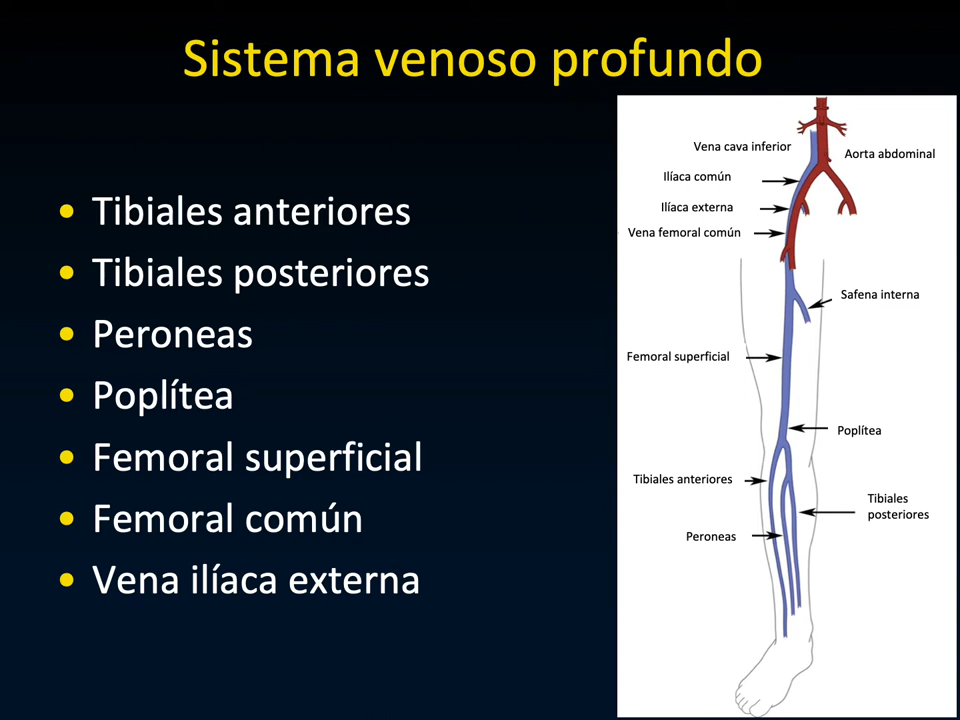 Sistema venoso profundo
• Tibiales anteriores
• Tibiales posteriores
• Peroneas
• Poplítea
• Femoral superficial
• Femoral común
• Vena ilíaca externa
Vena cava inferior
Aorta abdominal
Ilíaca común
Ilíaca externa
Vena femoral común
Safena interna
Femoral superficial
Poplítea
Tibiales anteriores
Tibiales
posteriores
Peroneas